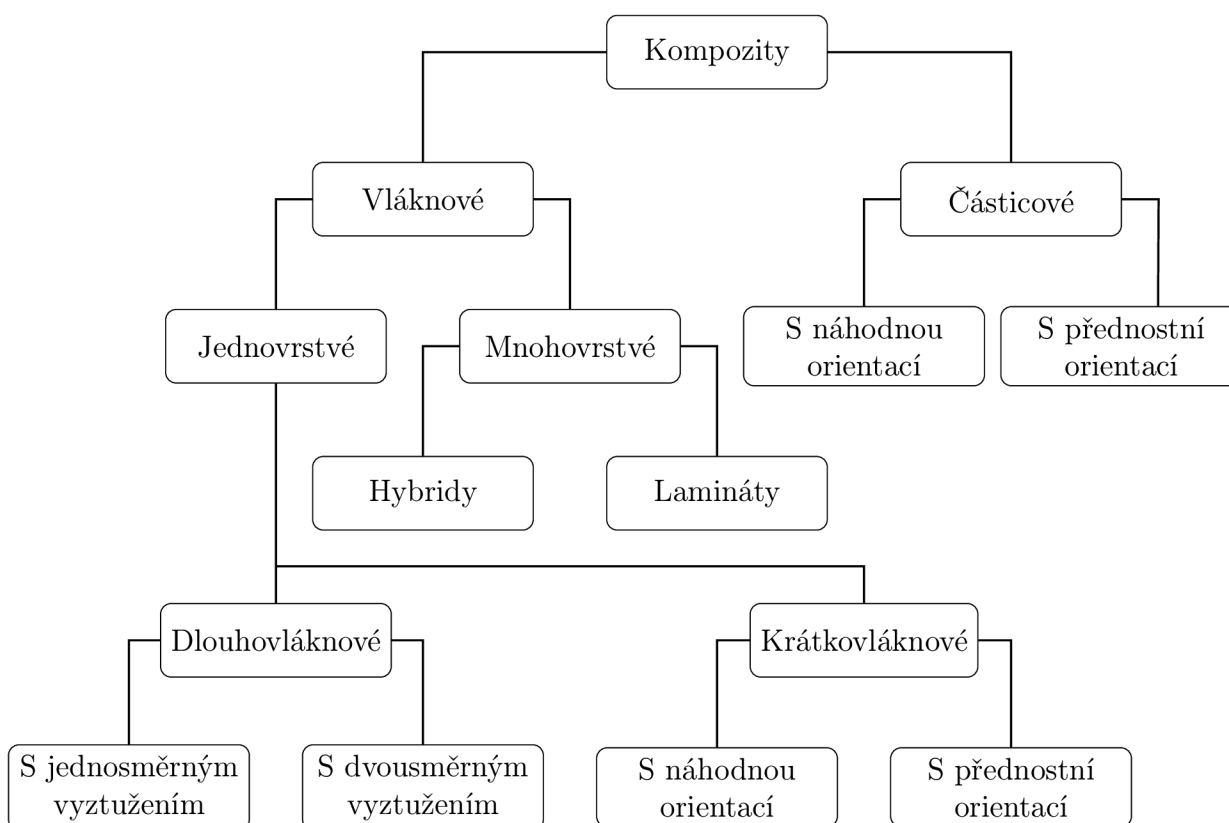 Kompozity
Vláknové
Částicové
Jednovrstvé
Mnohovrstvé
S náhodnou
orientací
S přednostní
orientací
Hybridy
Lamináty
Dlouhovláknové
Krátkovláknové
S jednosměrným
vyztužením
S dvousměrným
vyztužením
S náhodnou
orientací
S přednostní
orientací